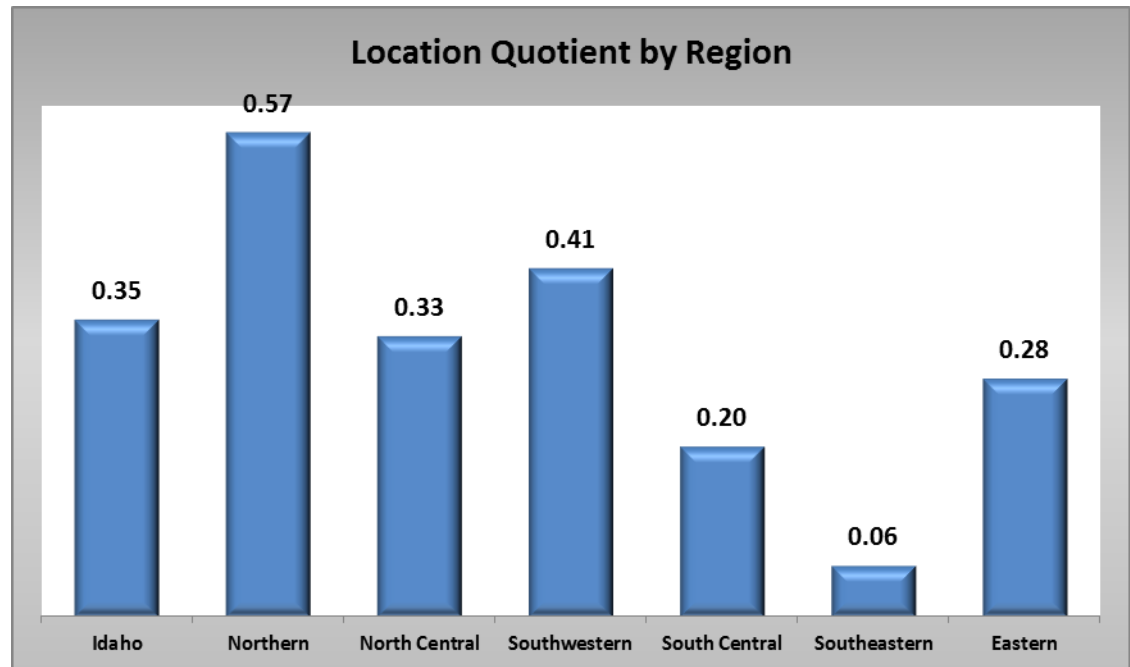 Location Quotient by Region
0.35
0.57
0.33
0.41
0.20
0.06
0.28
Idaho
Northern
North Central
Southwestern
South Central
Southeastern
Eastern